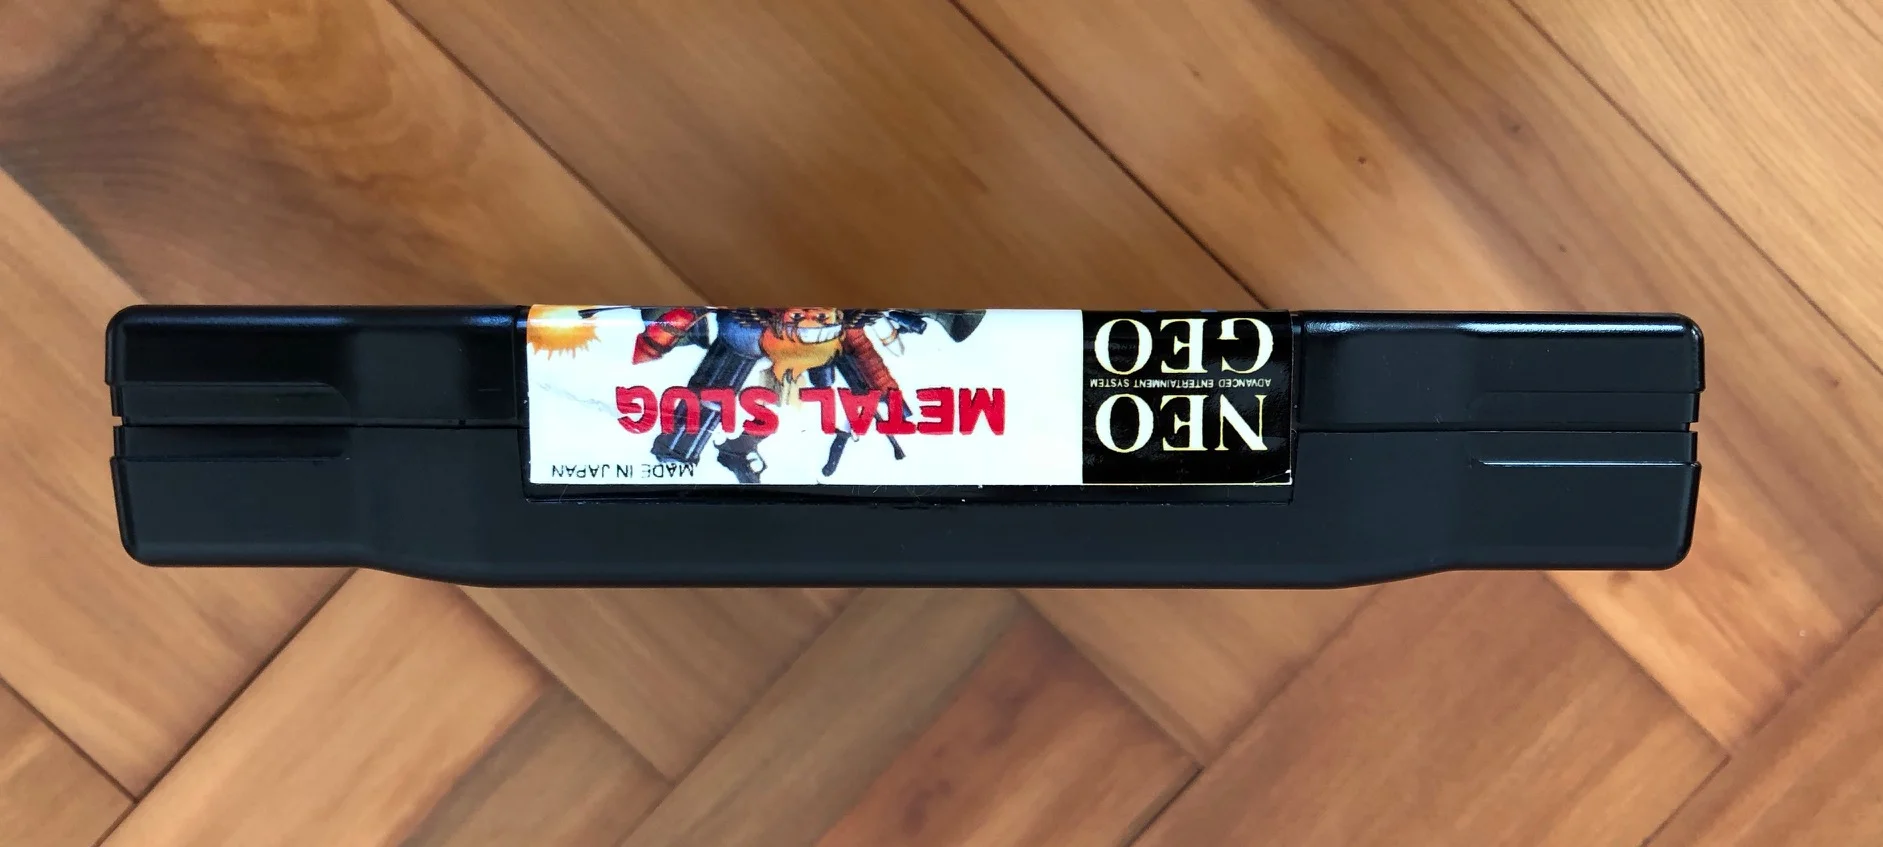 NEO
ADVANCED ENTERTAINMENT SYSTEM
GEO
MADE IN JAPAN
METAL SLUG